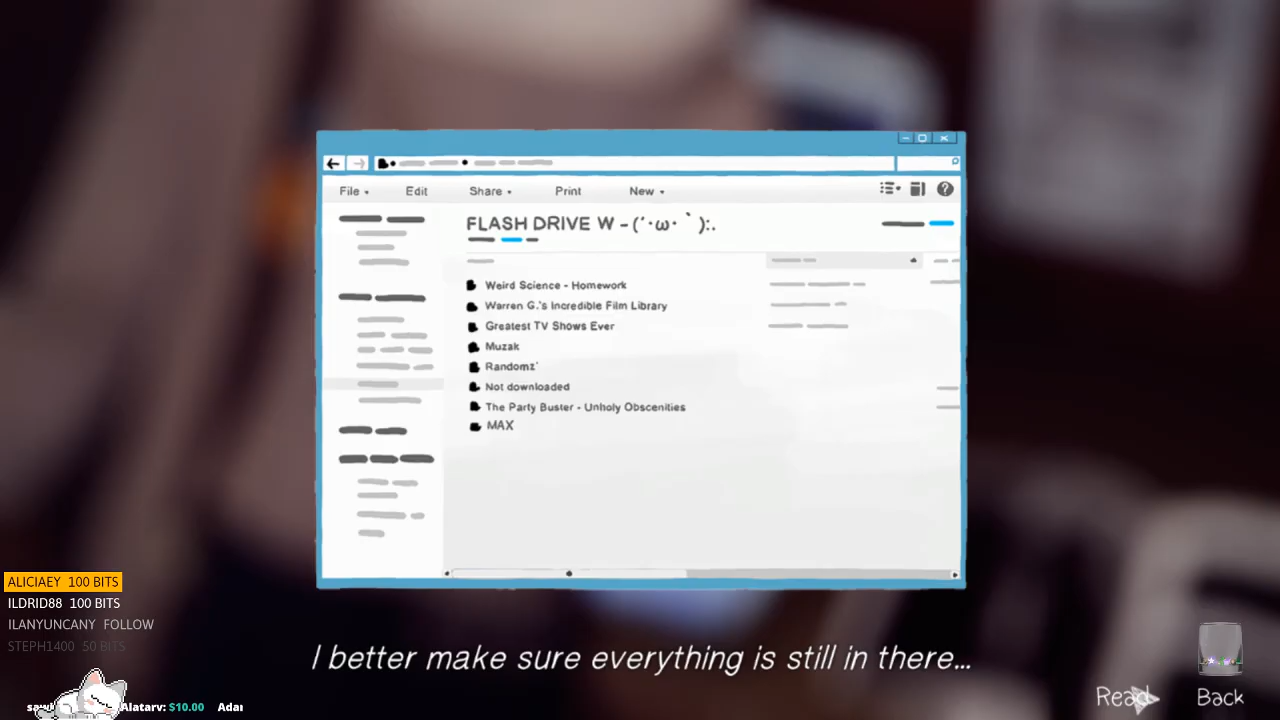 File Edit Share Print New
FLASH DRIVE W - (´･ω･｀):.
Weird Science - Homework
Warren G.'s Incredible Film Library
Greatest TV Shows Ever
Muzak
Randomz'
Not downloaded
The Party Buster - Unholy Obscenities
MAX
ALICIAEY 100 BITS
ILDRID88 100 BITS
ILANYUNCANY FOLLOW
STEPH1400 50 BITS
I better make sure everything is still in there...
Read Back
Alatarv: $10.00